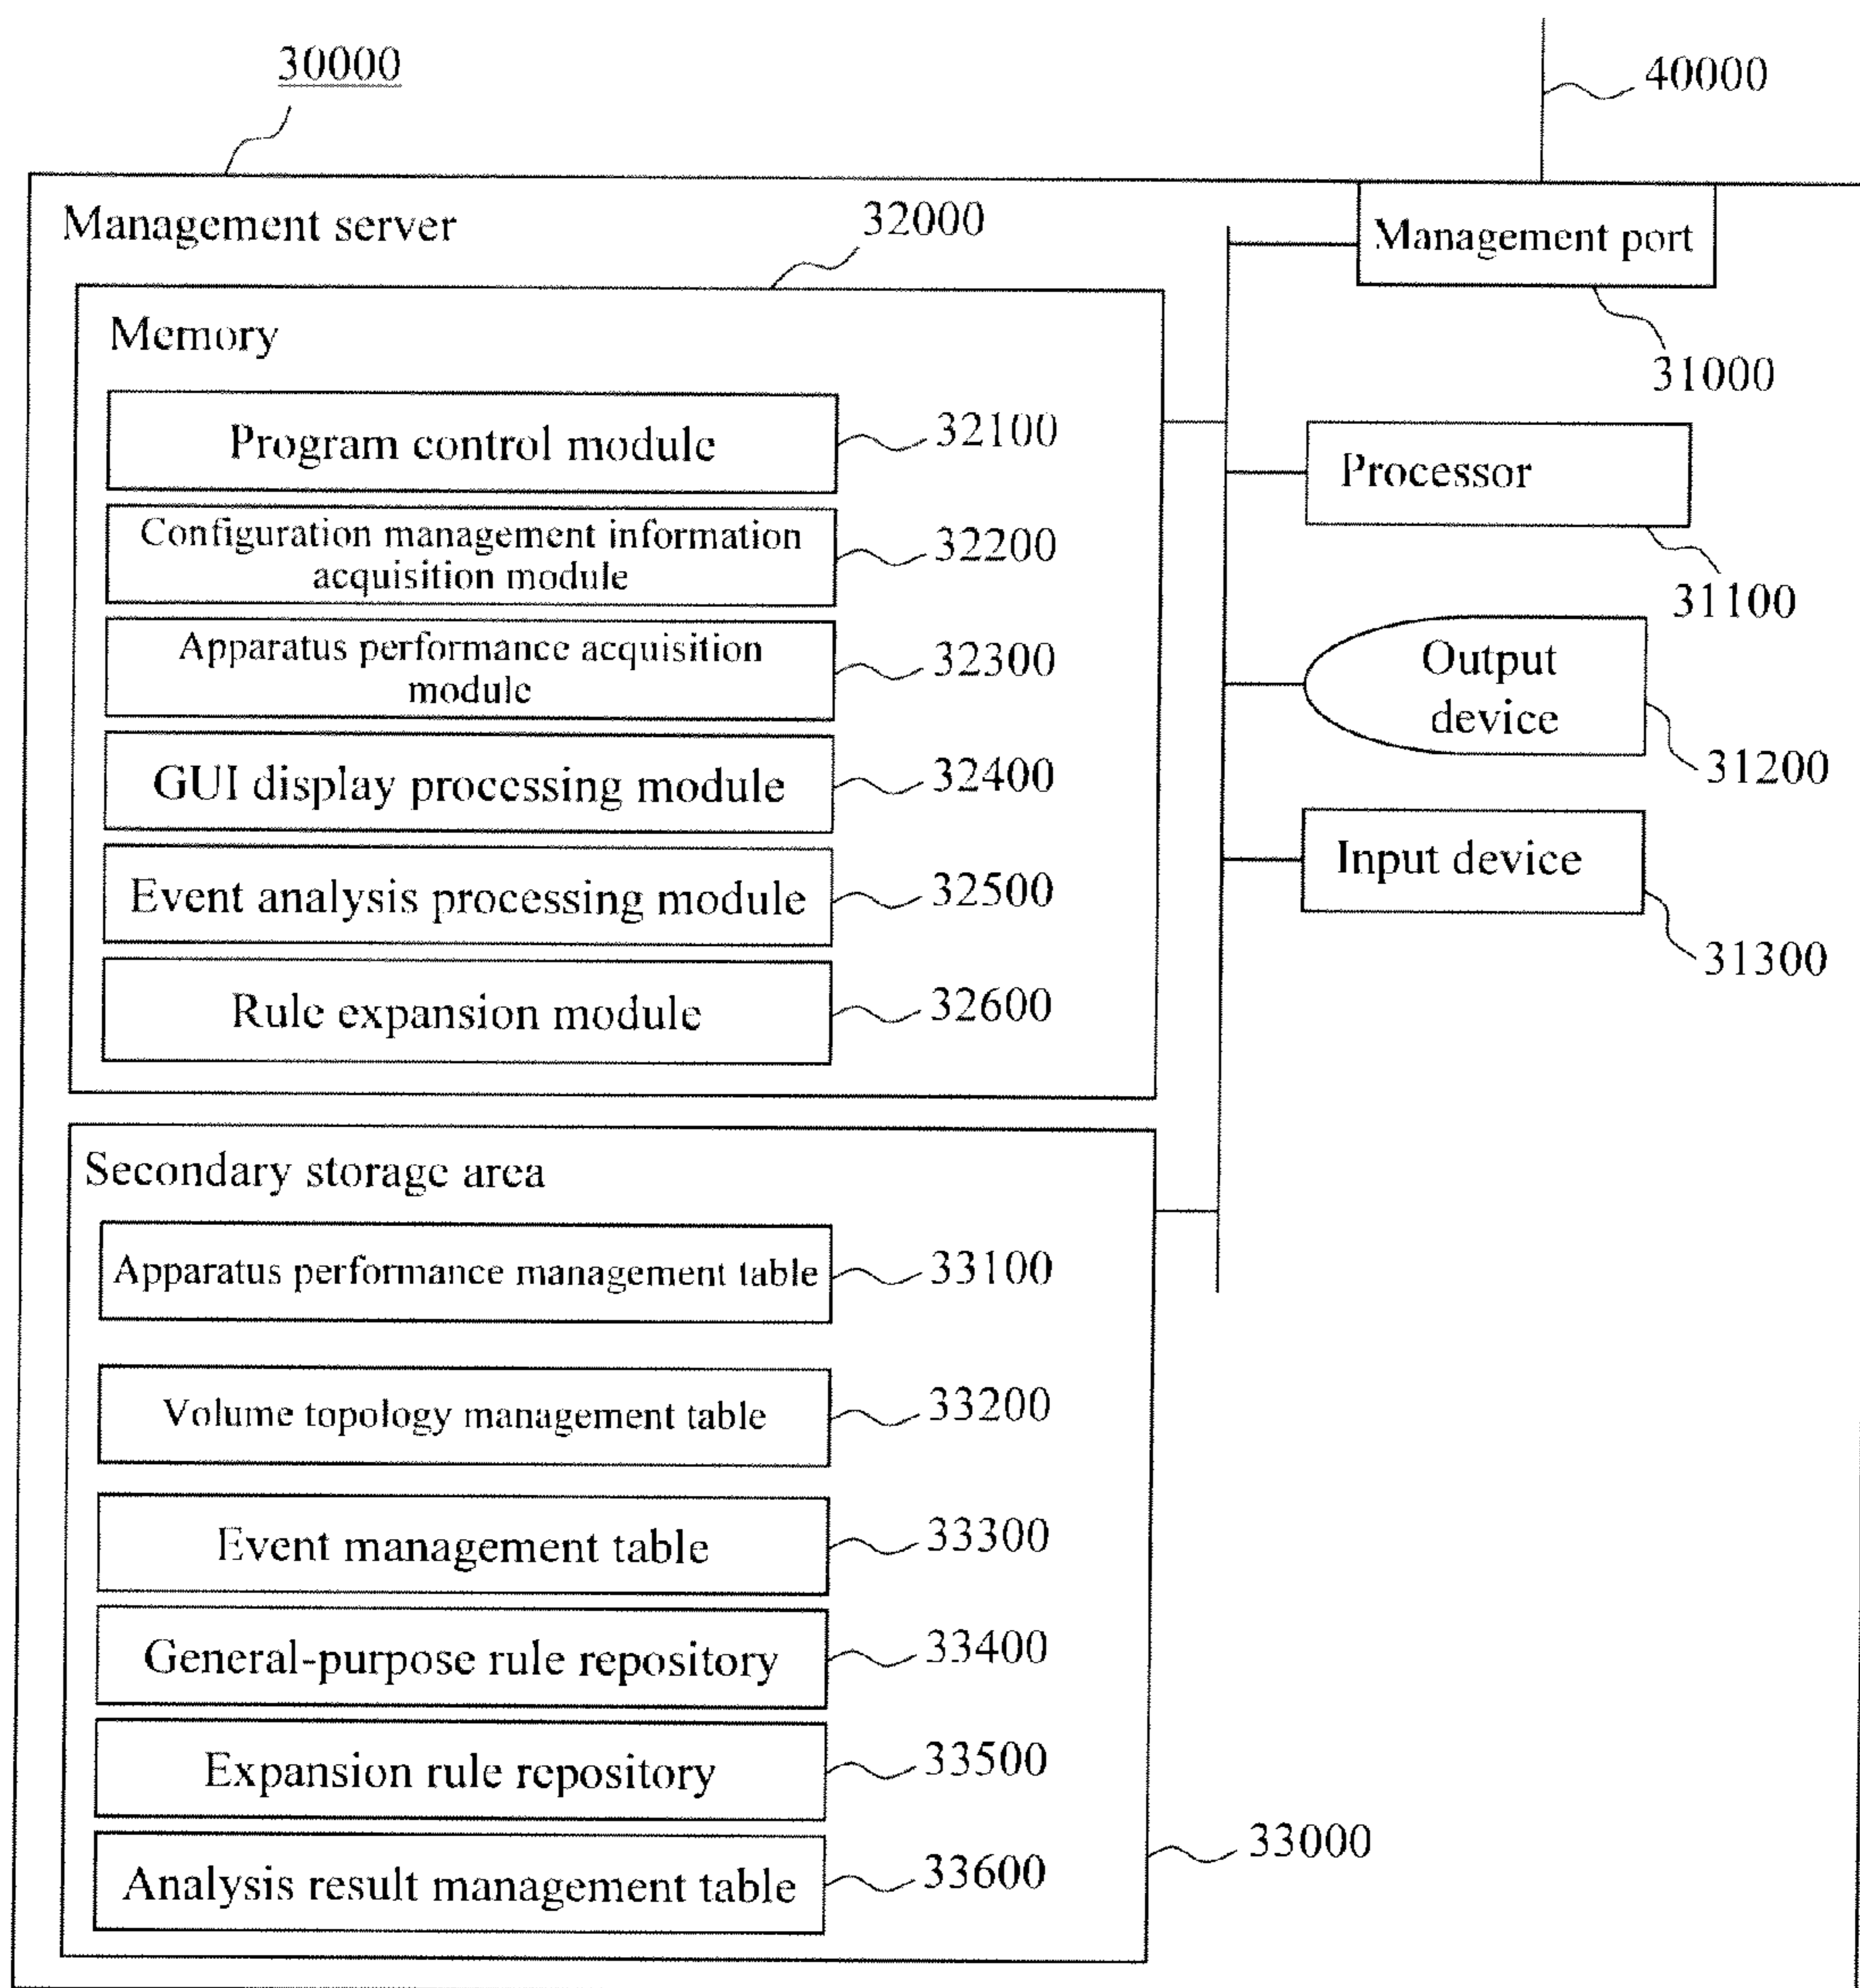 30000
40000
Management server
32000
Management port
31000
Memory
Program control module
32100
Configuration management information
acquisition module
32200
Apparatus performance acquisition
module
32300
GUI display processing module
32400
Event analysis processing module
32500
Rule expansion module
32600
Processor
31100
Output
device
31200
Input device
31300
Secondary storage area
Apparatus performance management table
33100
Volume topology management table
33200
Event management table
33300
General-purpose rule repository
33400
Expansion rule repository
33500
Analysis result management table
33600
33000